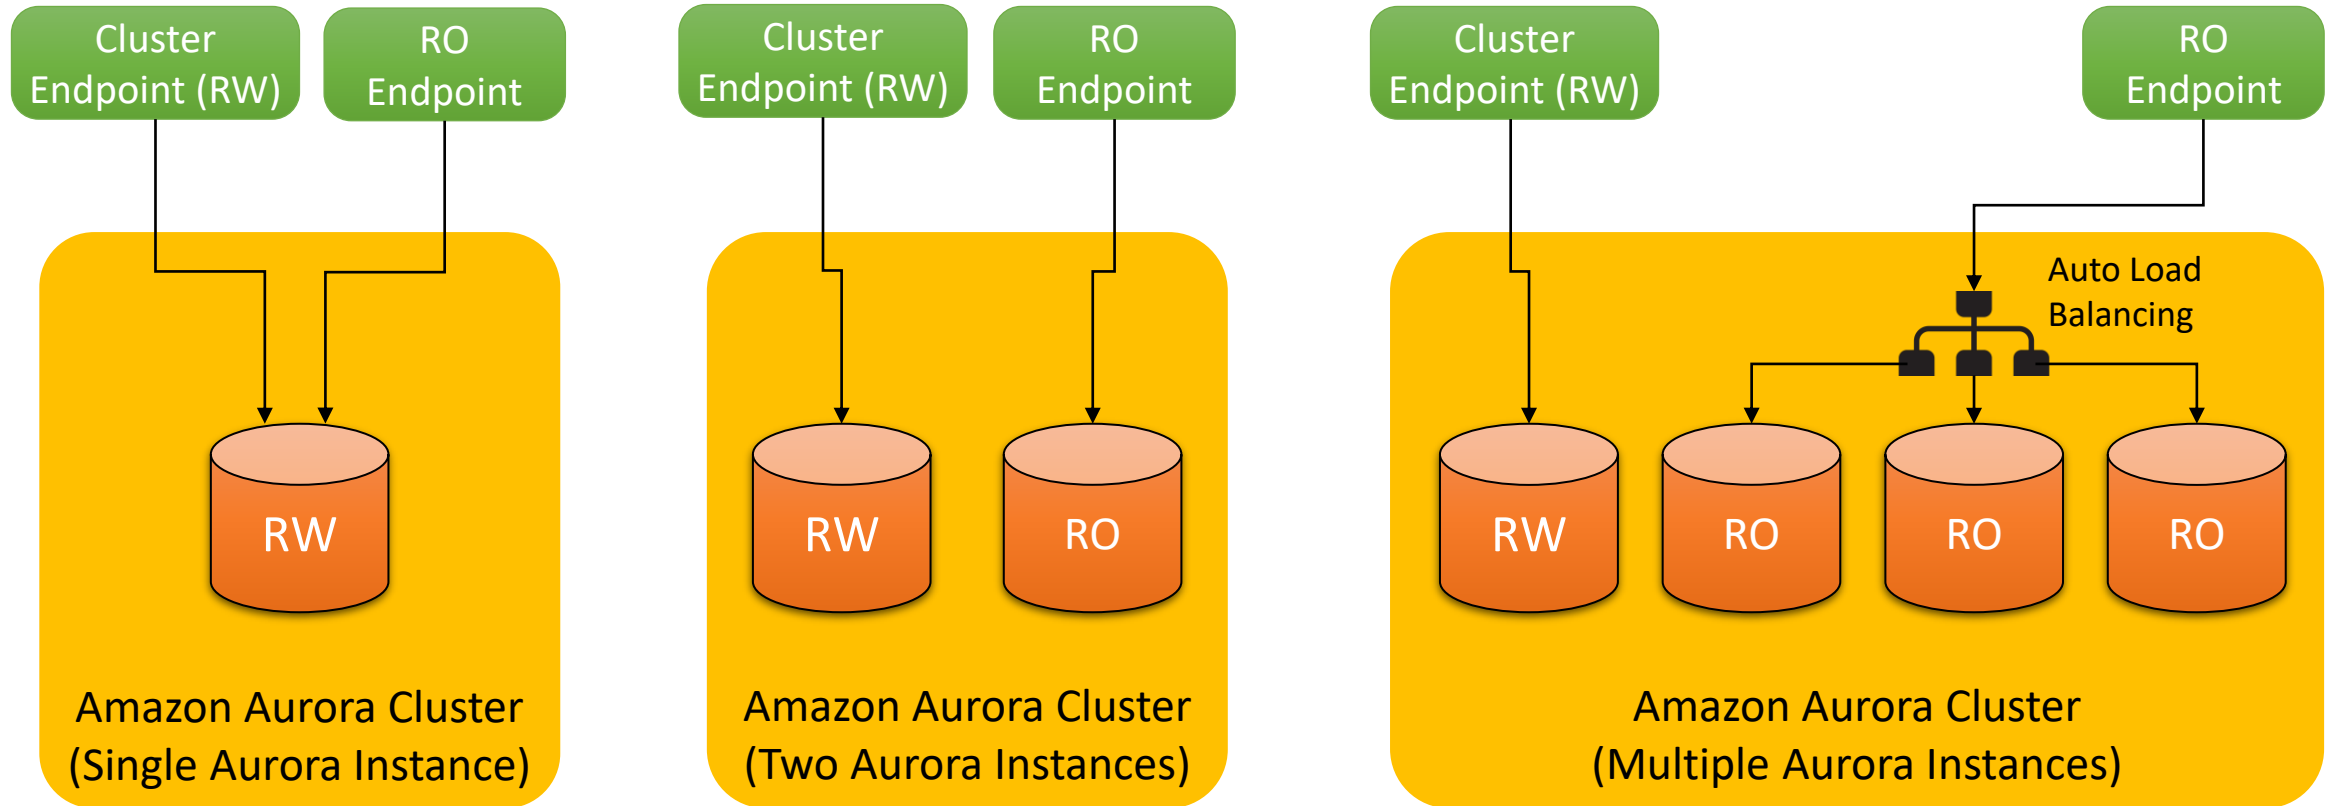 Cluster
Endpoint (RW)
RO
Endpoint
RW
Amazon Aurora Cluster
(Single Aurora Instance)
Cluster
Endpoint (RW)
RO
Endpoint
RW
RO
Amazon Aurora Cluster
(Two Aurora Instances)
Cluster
Endpoint (RW)
RO
Endpoint
Auto Load
Balancing
RW
RO
RO
RO
Amazon Aurora Cluster
(Multiple Aurora Instances)